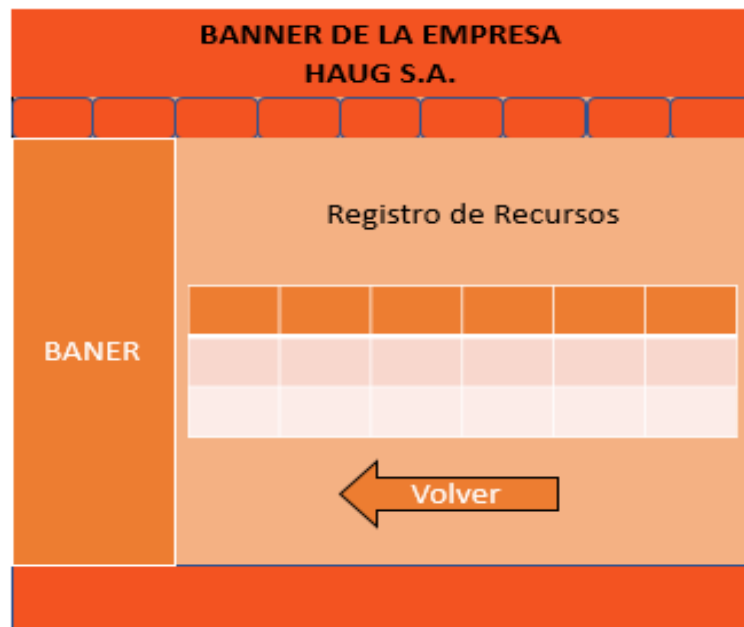 BANNER DE LA EMPRESA
HAUG S.A.
Registro de Recursos
BANER
Volver